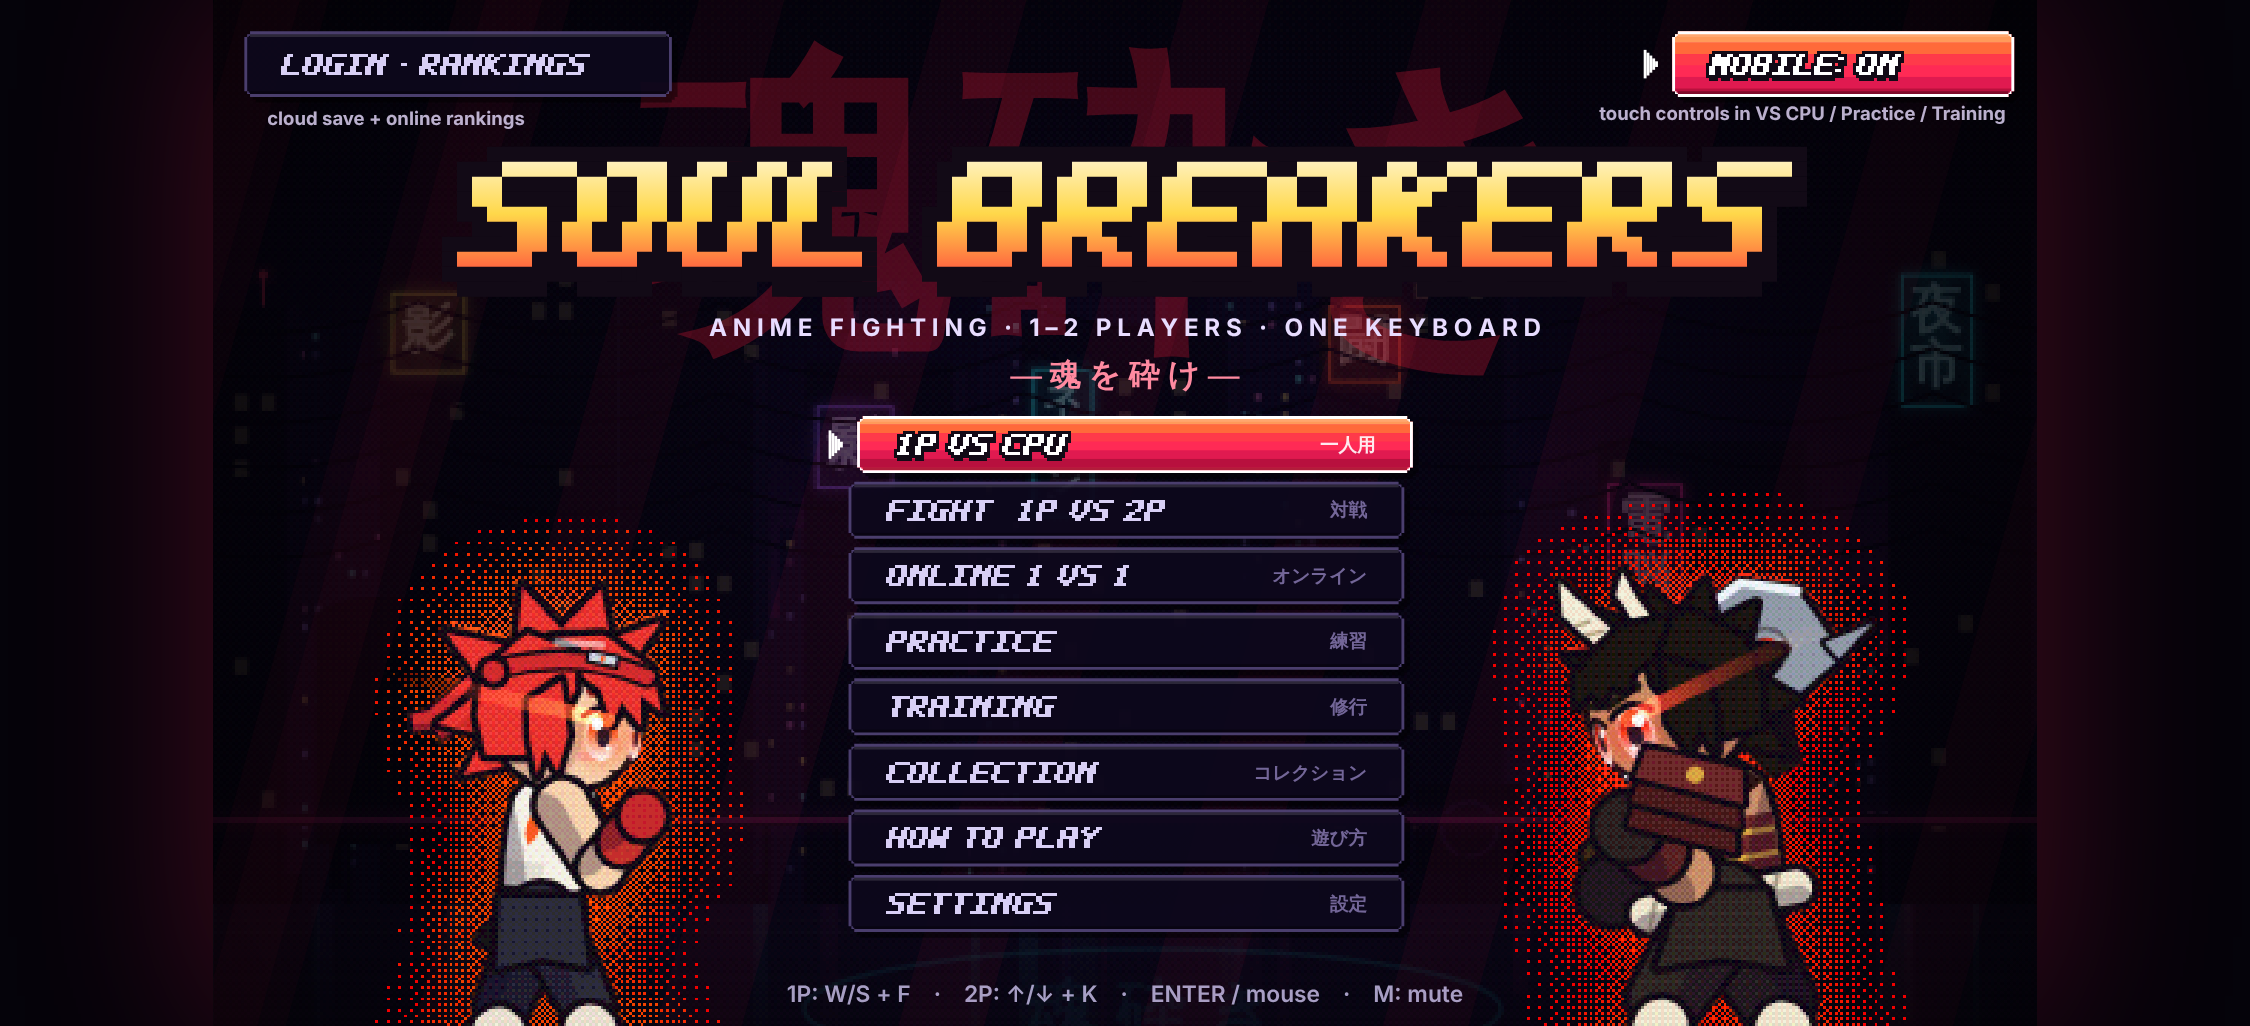 LOGIN - RANKINGS
MOBILE: ON
cloud save + online rankings
touch controls in VS CPU / Practice / Training
SOUL BREAKERS
ANIME FIGHTING · 1–2 PLAYERS · ONE KEYBOARD
—魂を砕け—
1P VS CPU 一人用
FIGHT 1P VS 2P 対戦
ONLINE 1 VS 1 オンライン
PRACTICE 練習
TRAINING 修行
COLLECTION コレクション
HOW TO PLAY 遊び方
SETTINGS 設定
1P: W/S + F · 2P: ↑/↓ + K · ENTER / mouse · M: mute
影
夜市
闘